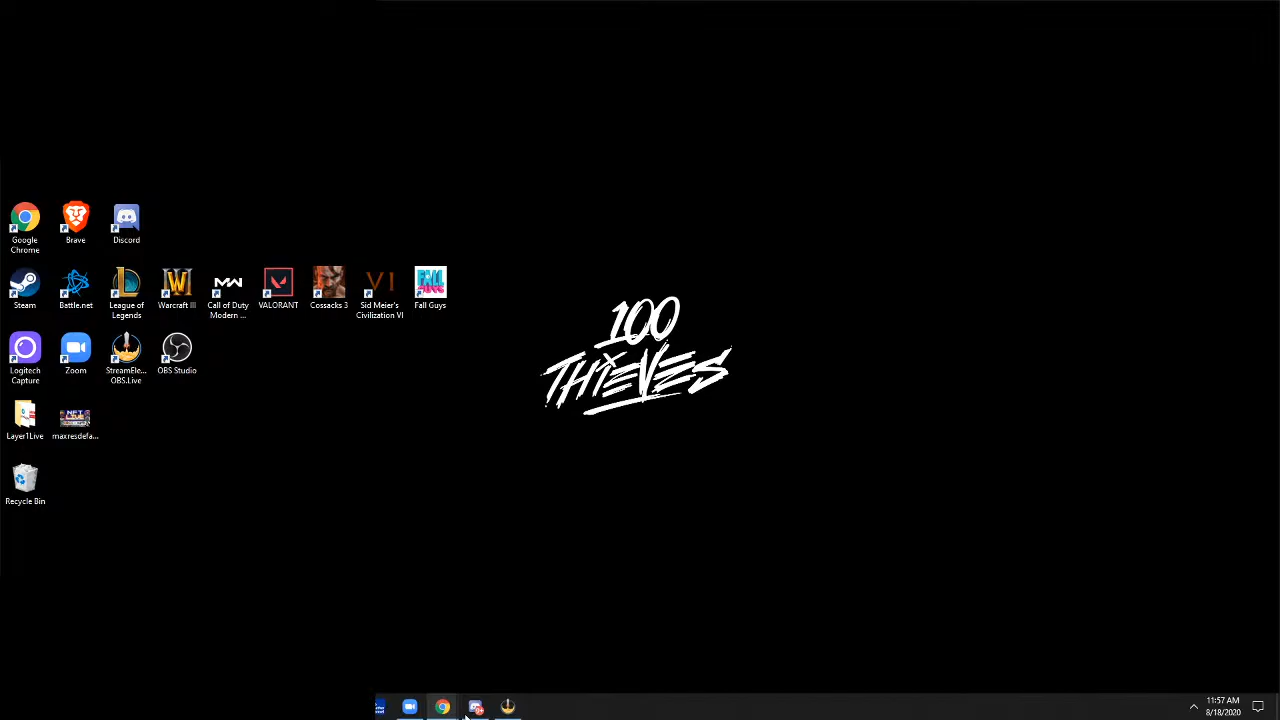 Google Chrome
Brave
Discord
Steam
Battle.net
League of Legends
Warcraft III
Call of Duty Modern ...
VALORANT
Cossacks 3
Sid Meier's Civilization VI
Fall Guys
Logitech Capture
Zoom
StreamEle... OBS.Live
OBS Studio
Layer1Live
maxresdefa...
Recycle Bin
100
THIEVES
11:57 AM
8/18/2020